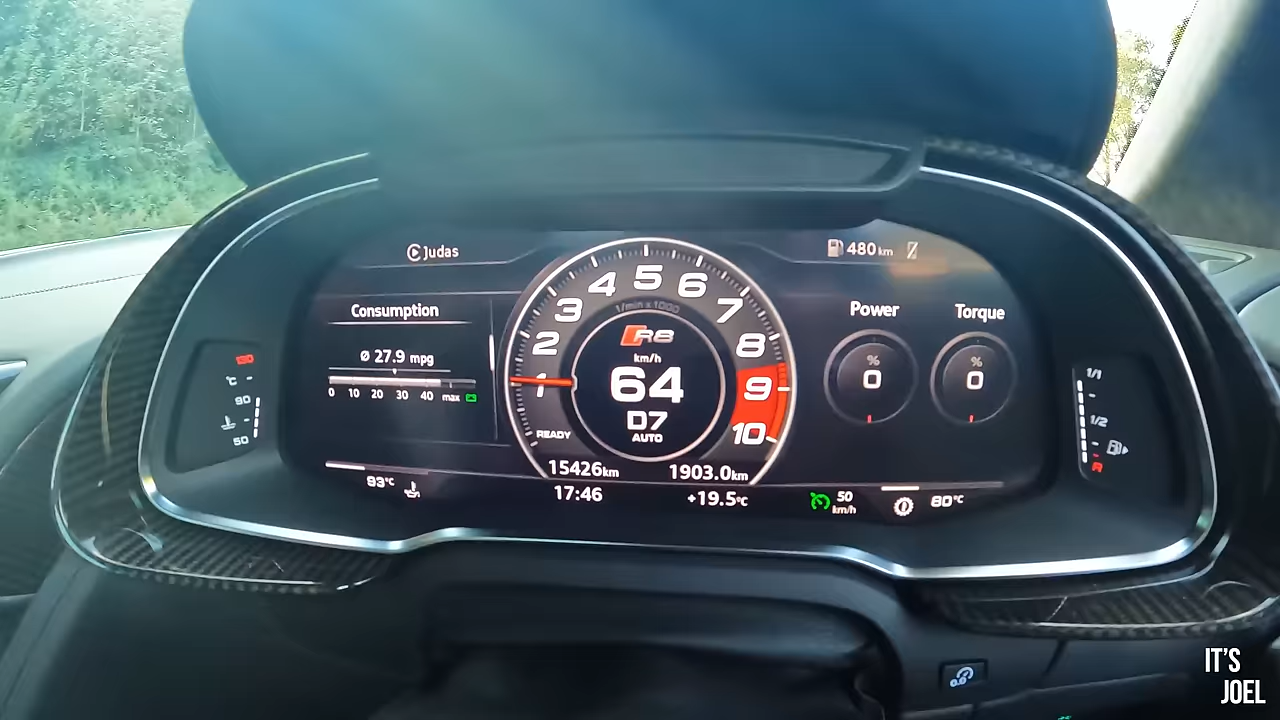 Judas
480 km
Consumption
Ø 27.9 mpg
0 10 20 30 40 max
1/min x 1000
1 2 3 4 5 6 7 8 9 10
R8
km/h
64
D7
AUTO
READY
Power
%
0
Torque
%
0
130
°C
90
50
1/1
1/2
R
15426km
1903.0km
93°C
17:46
+19.5°C
50
km/h
80°C
IT'S
JOEL